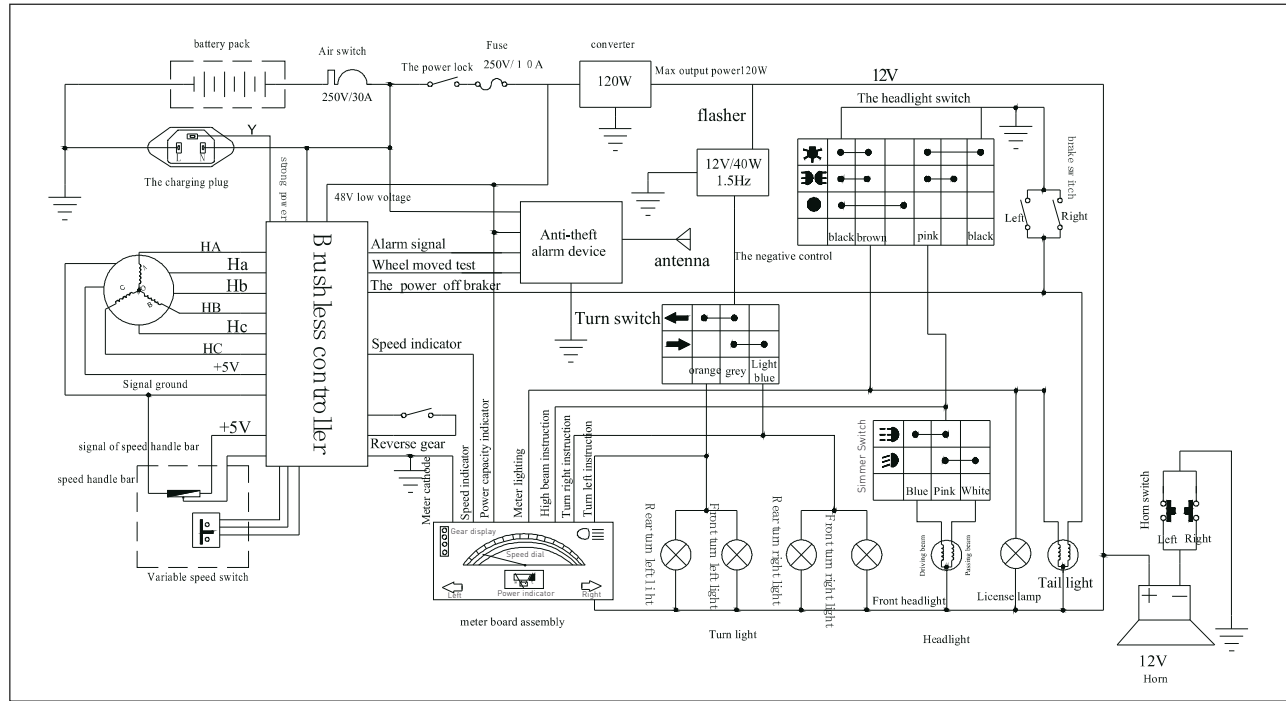 battery pack
Air switch
250V/30A
The power lock
Fuse
250V/10A
converter
120W
Max output power120W
12V
The headlight switch
flasher
12V/40W
1.5Hz
brake switch
Left
Right
black
brown
pink
black
Y
L
N
The charging plug
strong power
48V low voltage
Anti-theft
alarm device
antenna
The negative control
HA
Ha
Hb
HB
Hc
HC
+5V
Signal ground
A
B
C
Brushless controller
Alarm signal
Wheel moved test
The power off braker
Speed indicator
Turn switch
orange
grey
Light
blue
signal of speed handle bar
+5V
Reverse gear
speed handle bar
Variable speed switch
Meter cathode
Speed indicator
Power capacity indicator
Meter lighting
High beam instruction
Turn right instruction
Turn left instruction
Simmer Switch
Blue
Pink
White
Gear display
Speed dial
Left
Power indicator
Right
meter board assembly
Rear turn left liht
Front turn left light
Rear turn right light
Front turn right light
Turn light
Driving beam
Passing beam
Front headlight
Headlight
License lamp
Tail light
Horn switch
Left
Right
12V
Horn